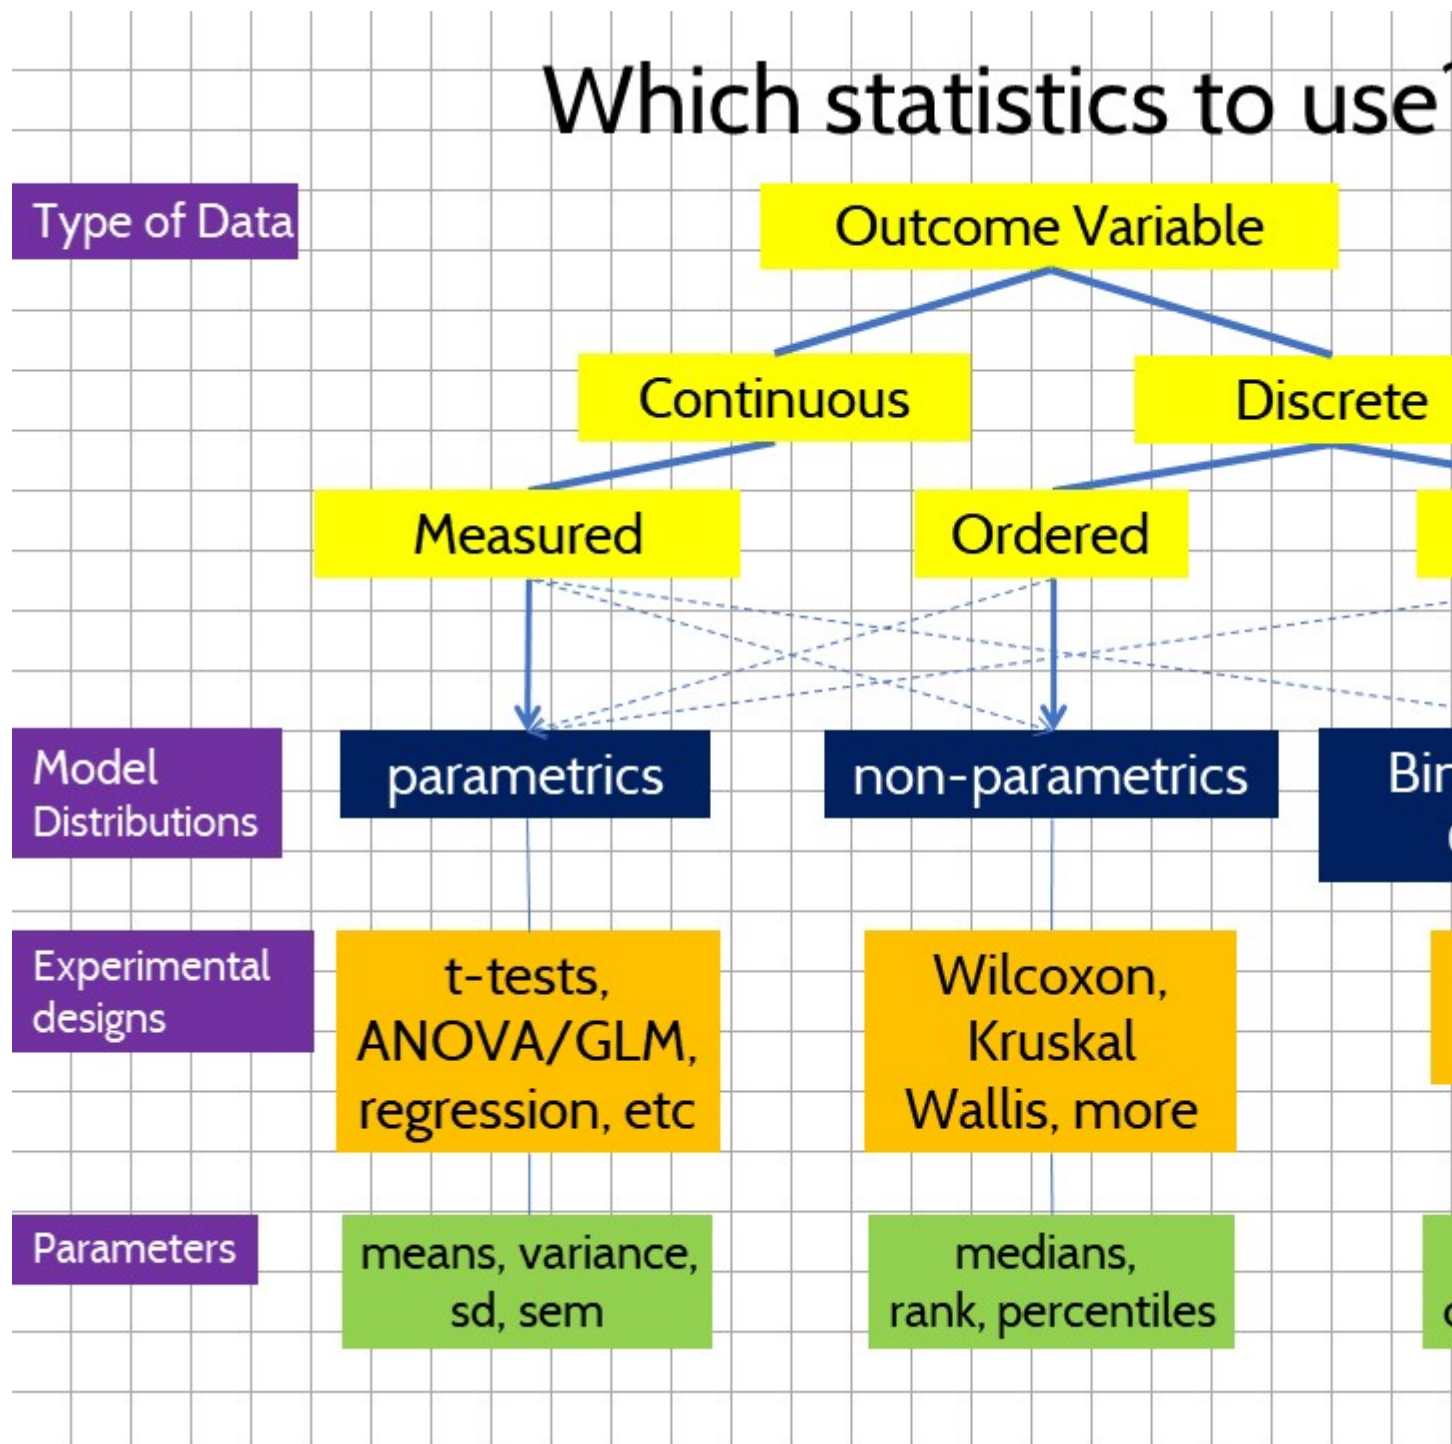 Which statistics to use?
Type of Data
Outcome Variable
Continuous
Discrete
Measured
Ordered
Model
Distributions
parametrics
non-parametrics
Experimental
designs
t-tests,
ANOVA/GLM,
regression, etc
Wilcoxon,
Kruskal
Wallis, more
Parameters
means, variance,
sd, sem
medians,
rank, percentiles